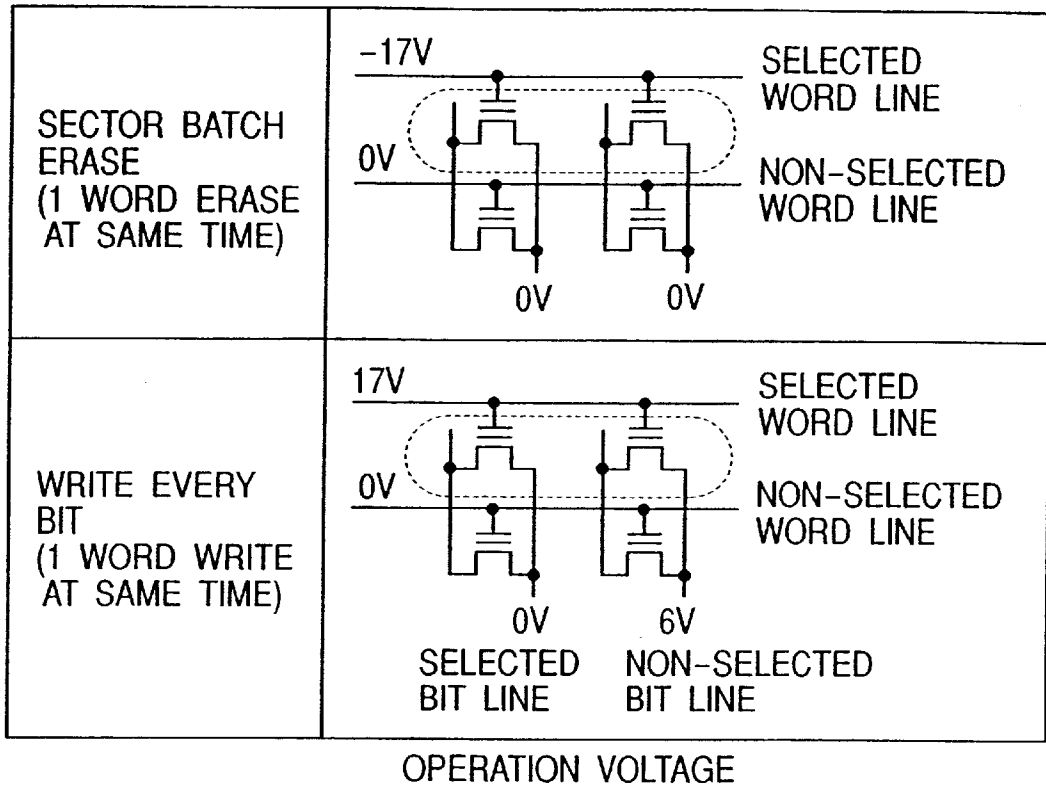 SECTOR BATCH
ERASE
(1 WORD ERASE
AT SAME TIME)
-17V
SELECTED
WORD LINE
0V
NON-SELECTED
WORD LINE
0V 0V
WRITE EVERY
BIT
(1 WORD WRITE
AT SAME TIME)
17V
SELECTED
WORD LINE
0V
NON-SELECTED
WORD LINE
0V 6V
SELECTED
BIT LINE
NON-SELECTED
BIT LINE
OPERATION VOLTAGE